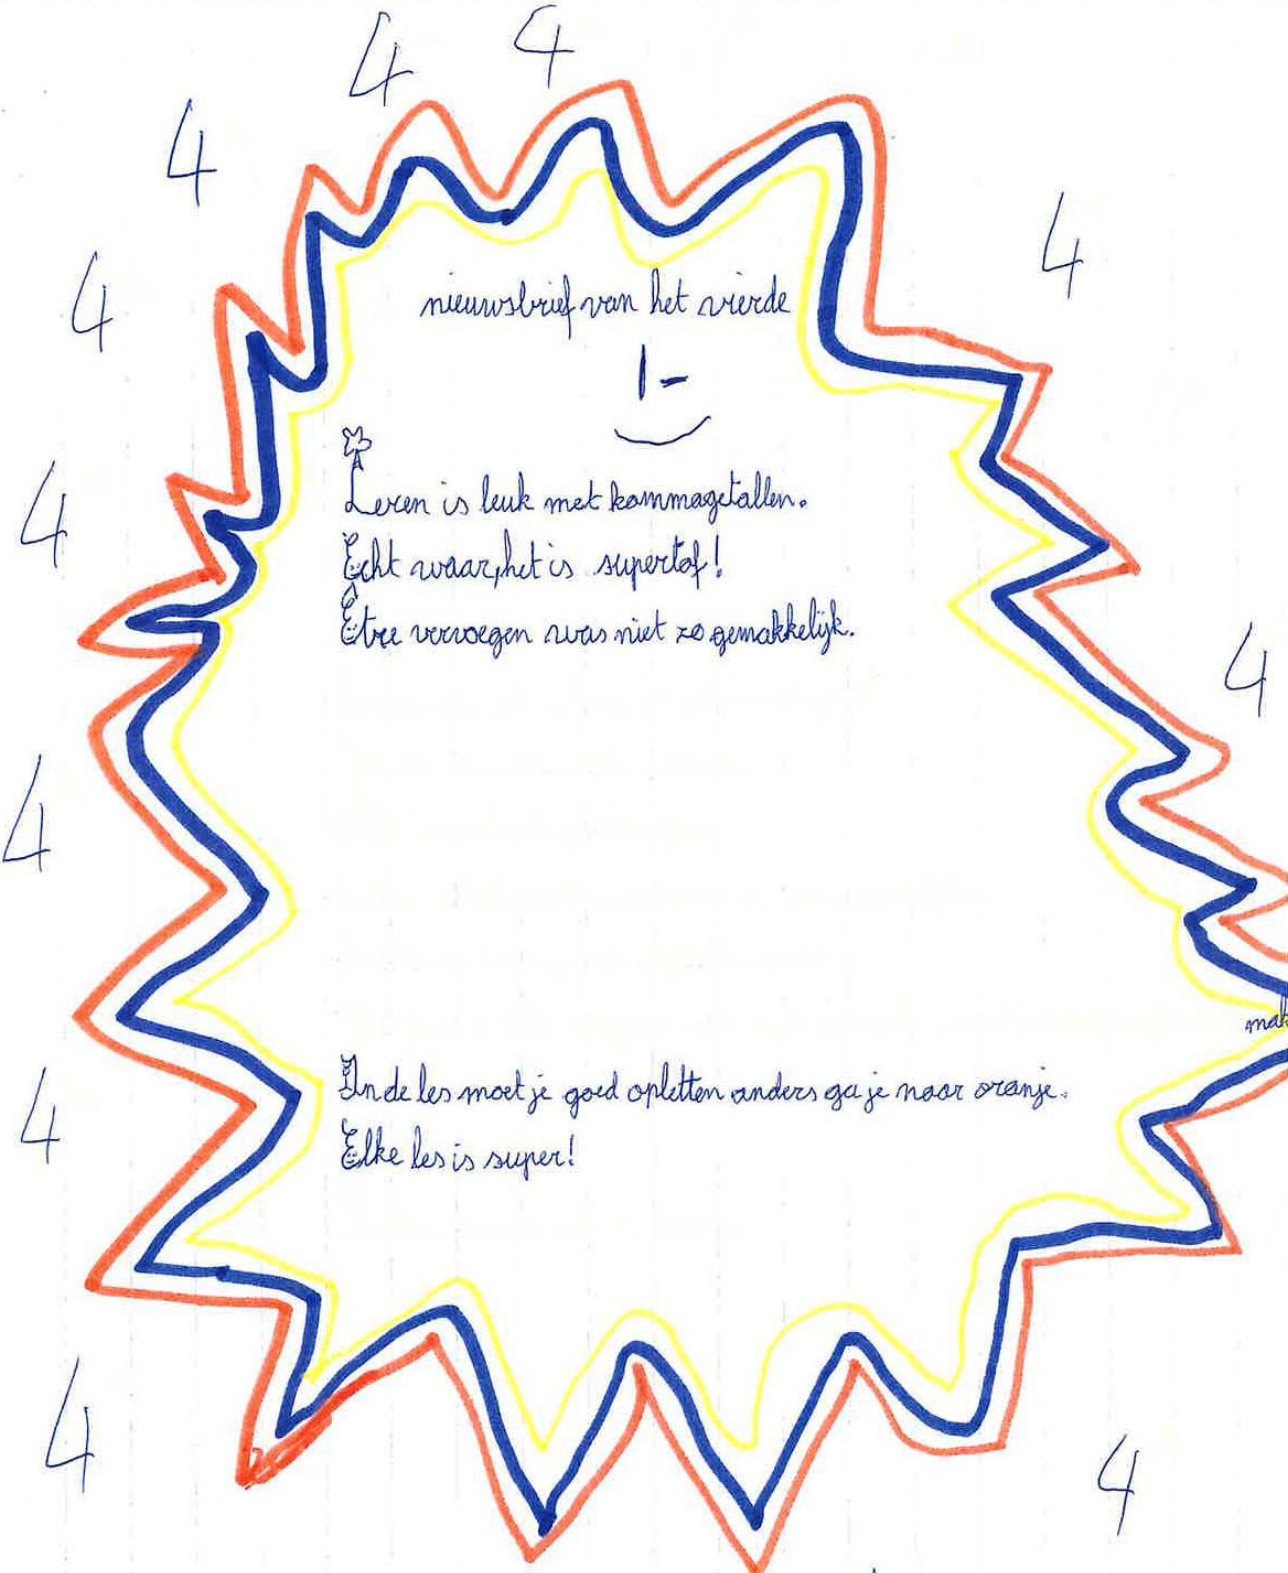 4 4
4
4
4
nieuwsbrief van het vierde
4
Leren is leuk met kommagetallen.
Echt waar, het is supertof!
Être vervoegen was niet zo gemakkelijk.
4
4
mak
In de les moet je goed opletten anders ga je naar oranje.
4
Elke les is super!
4
4